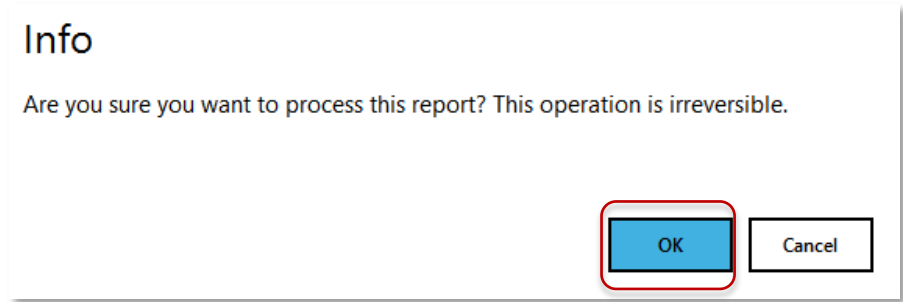 Info
Are you sure you want to process this report? This operation is irreversible.
OK Cancel